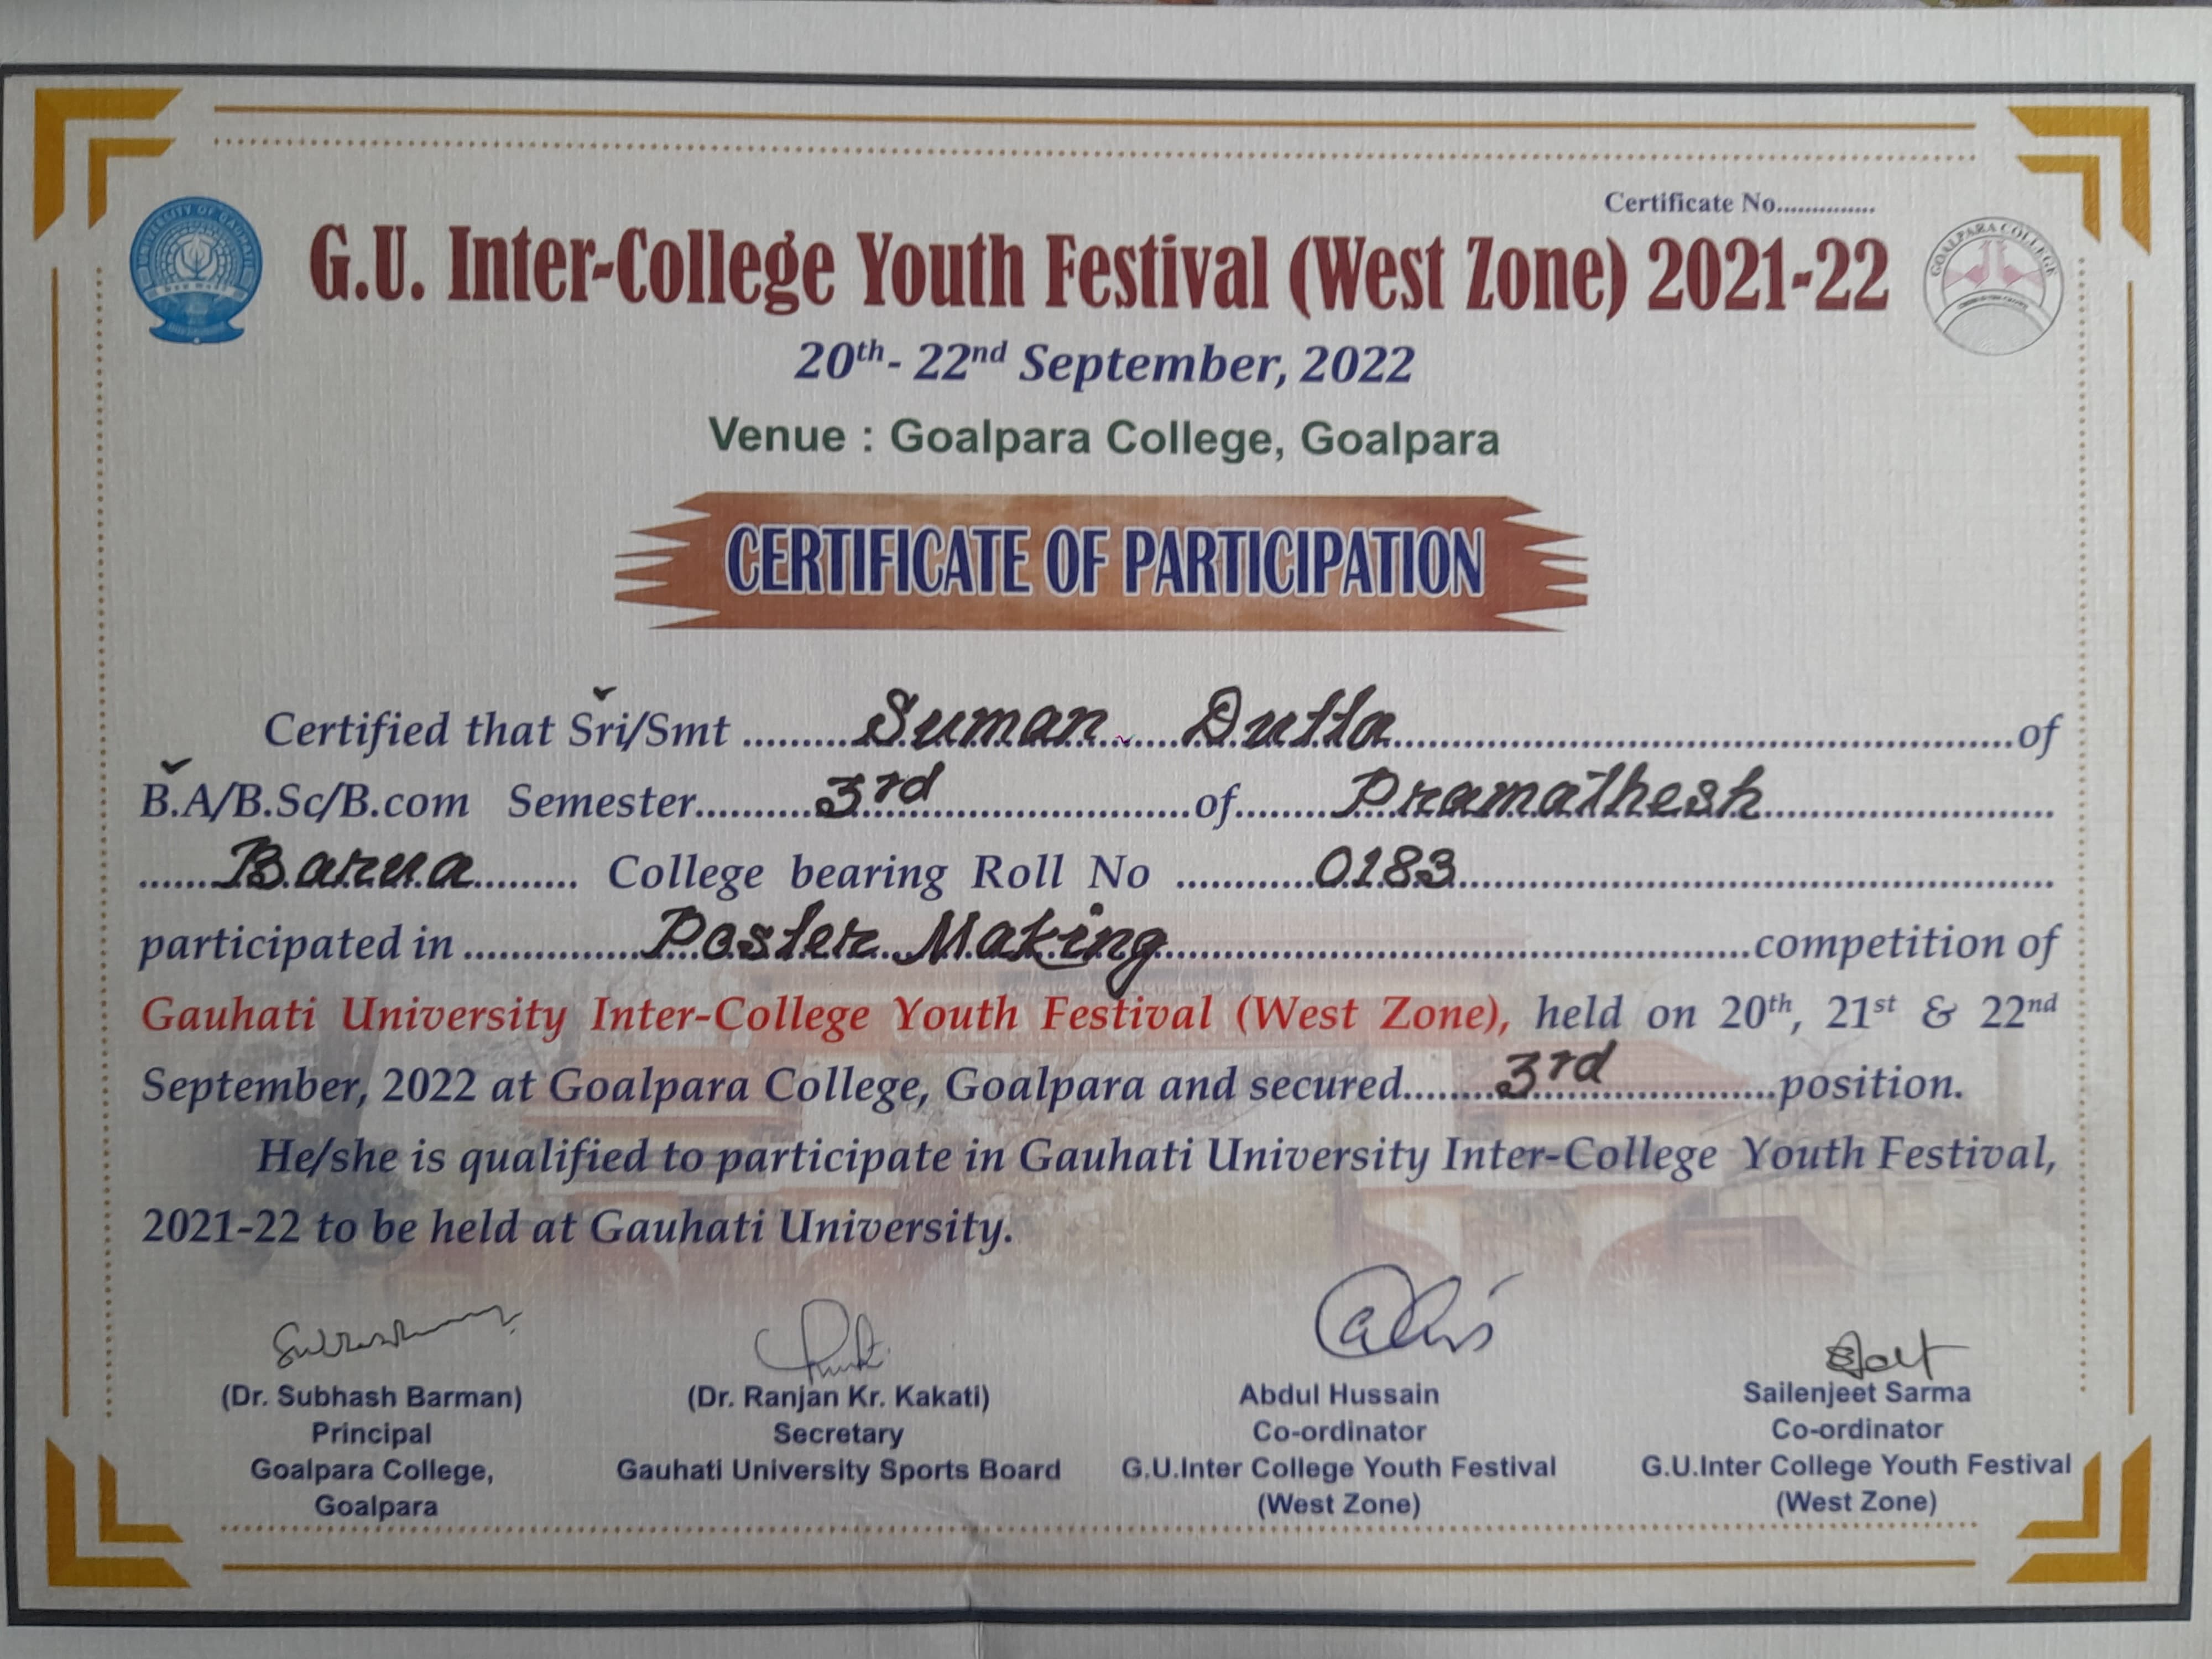 Certificate No..............
UNIVERSITY OF GAUHATI
GOALPARA COLLEGE
G.U. Inter-College Youth Festival (West Zone) 2021-22
20th- 22nd September, 2022
Venue : Goalpara College, Goalpara
CERTIFICATE OF PARTICIPATION
Certified that Sri/Smt ......... Suman Dutta ......... of
B.A/B.Sc/B.com Semester......... 3rd ......... of......... Pramathesh .........
......... Barua ......... College bearing Roll No ......... 0183 .........
participated in ......... Poster Making ......... competition of
Gauhati University Inter-College Youth Festival (West Zone), held on 20th, 21st & 22nd
September, 2022 at Goalpara College, Goalpara and secured......... 3rd .........position.
He/she is qualified to participate in Gauhati University Inter-College Youth Festival,
2021-22 to be held at Gauhati University.
(Dr. Subhash Barman)
Principal
Goalpara College,
Goalpara
(Dr. Ranjan Kr. Kakati)
Secretary
Gauhati University Sports Board
Abdul Hussain
Co-ordinator
G.U.Inter College Youth Festival
(West Zone)
Sailenjeet Sarma
Co-ordinator
G.U.Inter College Youth Festival
(West Zone)